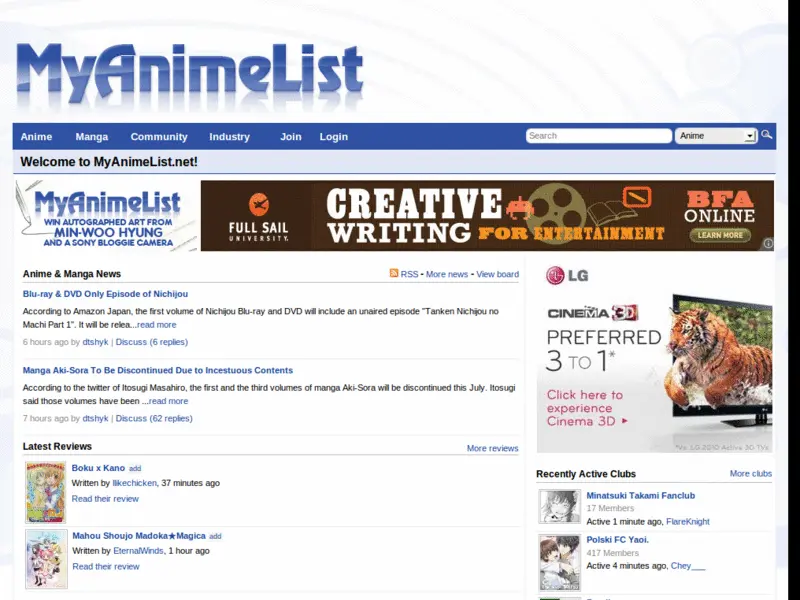 MyAnimeList
Anime Manga Community Industry Join Login Search Anime
Welcome to MyAnimeList.net!
MyAnimeList
WIN AUTOGRAPHED ART FROM
MIN-WOO HYUNG
AND A SONY BLOGGIE CAMERA
FULL SAIL
UNIVERSITY.
CREATIVE
WRITING FOR ENTERTAINMENT
BFA
ONLINE
LEARN MORE
Anime & Manga News RSS - More news - View board
Blu-ray & DVD Only Episode of Nichijou
According to Amazon Japan, the first volume of Nichijou Blu-ray and DVD will include an unaired episode "Tanken Nichijou no
Machi Part 1". It will be relea...read more
6 hours ago by dtshyk | Discuss (6 replies)
Manga Aki-Sora To Be Discontinued Due to Incestuous Contents
According to the twitter of Itosugi Masahiro, the first and the third volumes of manga Aki-Sora will be discontinued this July. Itosugi
said those volumes have been ...read more
7 hours ago by dtshyk | Discuss (62 replies)
Latest Reviews More reviews
Boku x Kano add
Written by llikechicken, 37 minutes ago
Read their review
Mahou Shoujo Madoka★Magica add
Written by EternalWinds, 1 hour ago
Read their review
LG
CINEMA 3D
PREFERRED
3 TO 1*
Click here to
experience
Cinema 3D
*Vs. LG 2010 Active 3D TVs
Recently Active Clubs More clubs
Minatsuki Takami Fanclub
17 Members
Active 1 minute ago, FlareKnight
Polski FC Yaoi.
417 Members
Active 4 minutes ago, Chey___